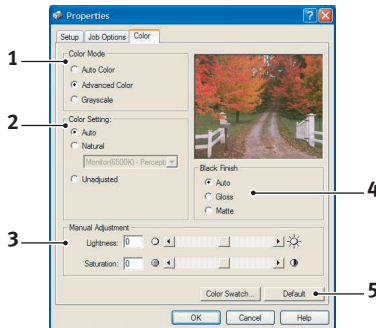 Properties
Setup Job Options Color
1
Color Mode
Auto Color
Advanced Color
Grayscale
2
Color Setting:
Auto
Natural
Monitor(6500K) - Percept
Unadjusted
Black Finish
Auto
Gloss
Matte
4
3
Manual Adjustment
Lightness: 0
Saturation: 0
Color Swatch... Default
5
OK Cancel Help